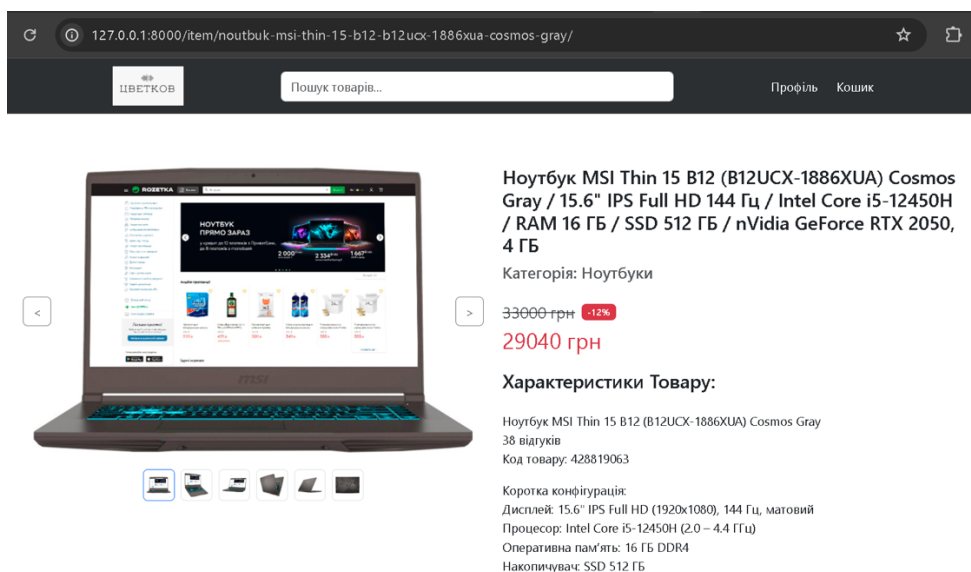 127.0.0.1:8000/item/noutbuk-msi-thin-15-b12-b12ucx-1886xua-cosmos-gray/
ЦВЕТКОВ
Пошук товарів...
Профіль Кошик
ROZETKA
НОУТБУК
ПРЯМО ЗАРАЗ
msi
<
>
Ноутбук MSI Thin 15 B12 (B12UCX-1886XUA) Cosmos
Gray / 15.6" IPS Full HD 144 Гц / Intel Core i5-12450H
/ RAM 16 ГБ / SSD 512 ГБ / nVidia GeForce RTX 2050,
4 ГБ
Категорія: Ноутбуки
33000 грн -12%
29040 грн
Характеристики Товару:
Ноутбук MSI Thin 15 B12 (B12UCX-1886XUA) Cosmos Gray
38 відгуків
Код товару: 428819063
Коротка конфігурація:
Дисплей: 15.6" IPS Full HD (1920x1080), 144 Гц, матовий
Процесор: Intel Core i5-12450H (2.0 – 4.4 ГГц)
Оперативна пам'ять: 16 ГБ DDR4
Накопичувач: SSD 512 ГБ